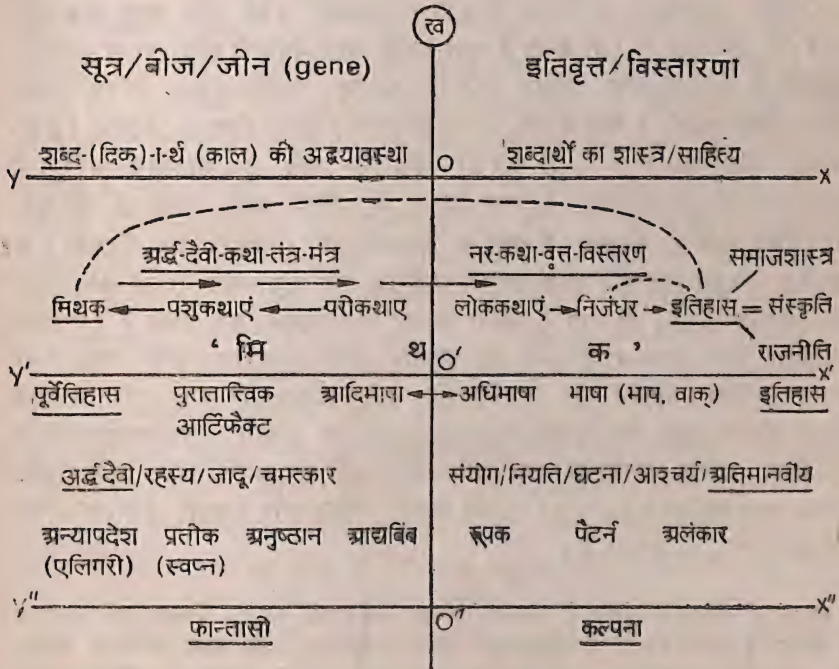 ख
सूत्र/बीज/जीन (gene) इतिवृत्त/विस्तारणा
शब्द-(दिक्)-ा-र्थ (काल) की अद्वयावस्था O शब्दार्थों का शास्त्र/साहित्य
Y X
अर्द्ध-दैवी-कथा-तंत्र-मंत्र नर-कथा-वृत्त-विस्तरण समाजशास्त्र
मिथक पशुकथाएं परीकथाए लोककथाएं निजंधर इतिहास = संस्कृति
राजनीति
' मि थ O' क '
Y' X'
पूर्वेतिहास पुरातात्त्विक आदिभाषा अधिभाषा भाषा (भाष, वाक्) इतिहास
आर्टिफैक्ट
अर्द्ध दैवी/रहस्य/जादू/चमत्कार संयोग/नियति/घटना/आश्चर्य/अतिमानवीय
अन्यापदेश प्रतीक अनुष्ठान आद्यबिंब रूपक पैटर्न अलंकार
(एलिगरी) (स्वप्न)
Y" O" X"
फान्तासी कल्पना